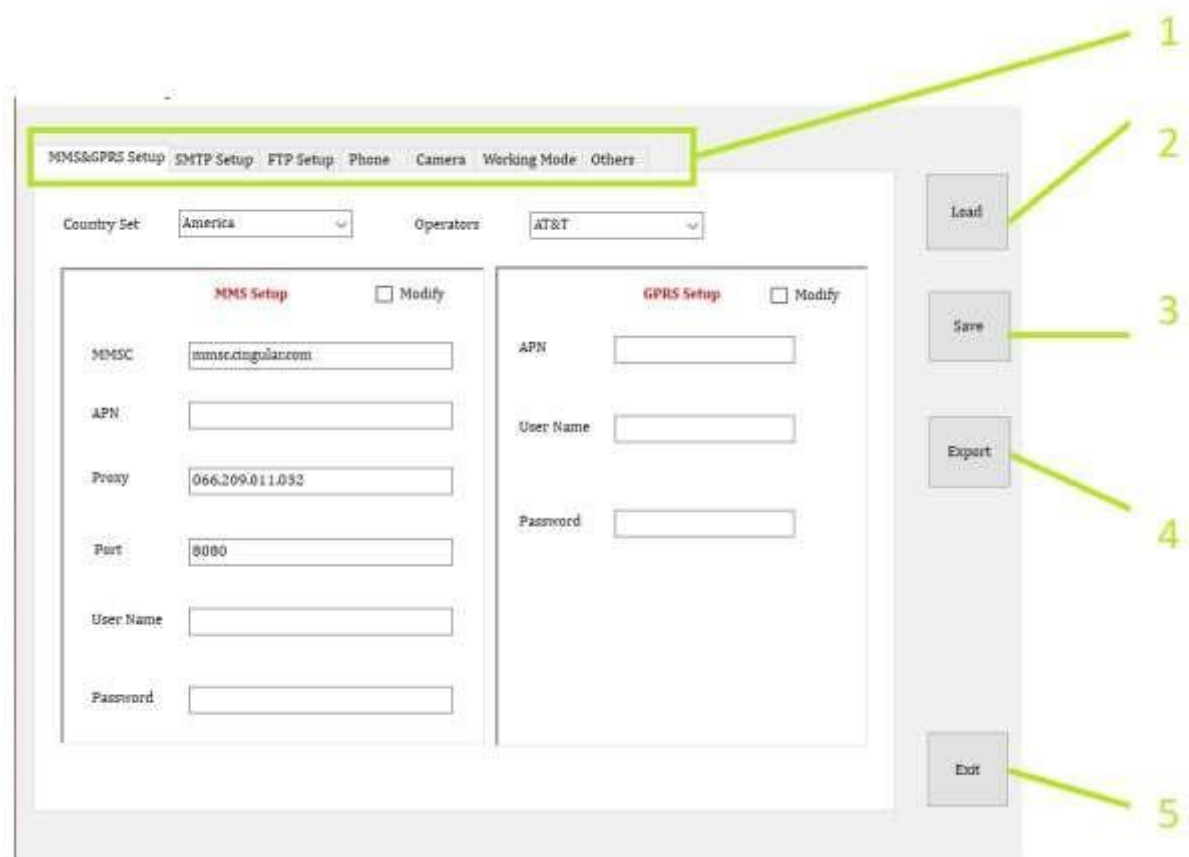 1
MMS&GPRS Setup SMTP Setup FTP Setup Phone Camera Working Mode Others
2
Load
Country Set America Operators AT&T
MMS Setup Modify GPRS Setup Modify
3
Save
MMSC mmsc.cingular.com APN
APN
User Name
Export
Proxy 066.209.011.032
Password
4
Port 8080
User Name
Password
Exit
5